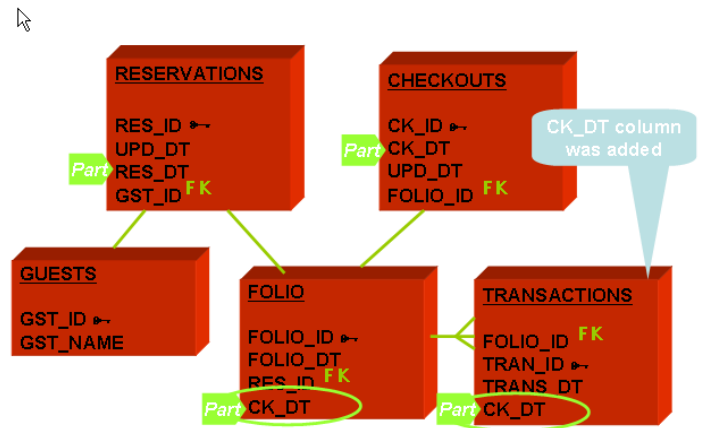 RESERVATIONS
RES_ID
UPD_DT
Part RES_DT
GST_ID FK
CHECKOUTS
CK_ID
Part CK_DT
UPD_DT
FOLIO_ID FK
CK_DT column
was added
GUESTS
GST_ID
GST_NAME
FOLIO
FOLIO_ID
FOLIO_DT
RES_ID FK
Part CK_DT
TRANSACTIONS
FOLIO_ID FK
TRAN_ID
TRANS_DT
Part CK_DT